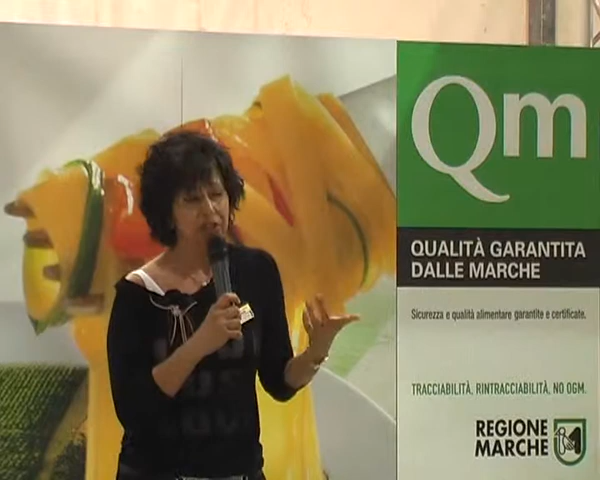 Qm
QUALITÀ GARANTITA
DALLE MARCHE
Sicurezza e qualità alimentare garantite e certificate.
TRACCIABILITÀ, RINTRACCIABILITÀ, NO OGM.
REGIONE
MARCHE